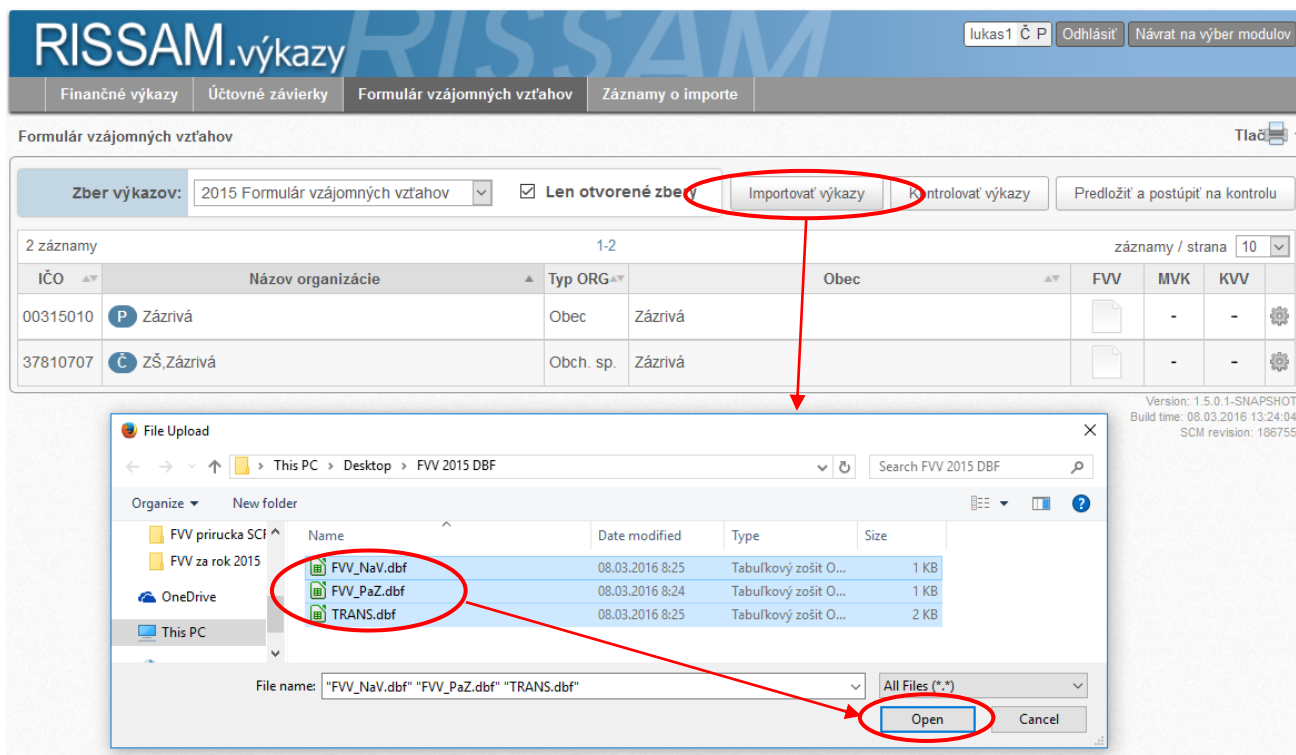 RISSAM.výkazy
RISSAM
lukas1 Č P Odhlásiť Návrat na výber modulov
Finančné výkazy Účtovné závierky Formulár vzájomných vzťahov Záznamy o importe
Formulár vzájomných vzťahov Tlač
Zber výkazov: 2015 Formulár vzájomných vzťahov Len otvorené zbery Importovať výkazy Kontrolovať výkazy Predložiť a postúpiť na kontrolu
2 záznamy 1-2 záznamy / strana 10
IČO Názov organizácie Typ ORG Obec FVV MVK KVV
00315010 P Zázrivá Obec Zázrivá - -
37810707 Č ZŠ,Zázrivá Obch. sp. Zázrivá - -
Version: 1.5.0.1-SNAPSHOT
Build time: 08.03.2016 13:24:04
SCM revision: 186755
File Upload
This PC > Desktop > FVV 2015 DBF Search FVV 2015 DBF
Organize New folder
FVV prirucka SCF
FVV za rok 2015
OneDrive
This PC
Name Date modified Type Size
FVV_NaV.dbf 08.03.2016 8:25 Tabuľkový zošit O... 1 KB
FVV_PaZ.dbf 08.03.2016 8:24 Tabuľkový zošit O... 1 KB
TRANS.dbf 08.03.2016 8:25 Tabuľkový zošit O... 2 KB
File name: "FVV_NaV.dbf" "FVV_PaZ.dbf" "TRANS.dbf" All Files (*.*)
Open Cancel